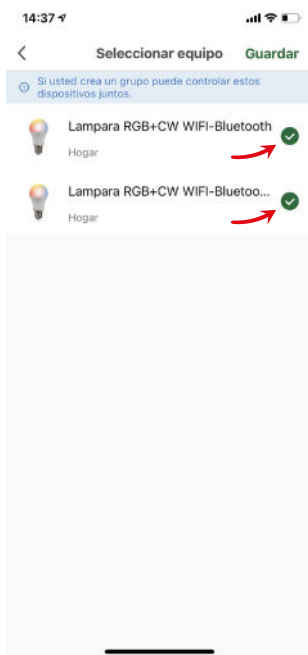 14:37
Seleccionar equipo Guardar
Si usted crea un grupo puede controlar estos
dispositivos juntos.
Lampara RGB+CW WIFI-Bluetooth
Hogar
Lampara RGB+CW WIFI-Bluetoo...
Hogar